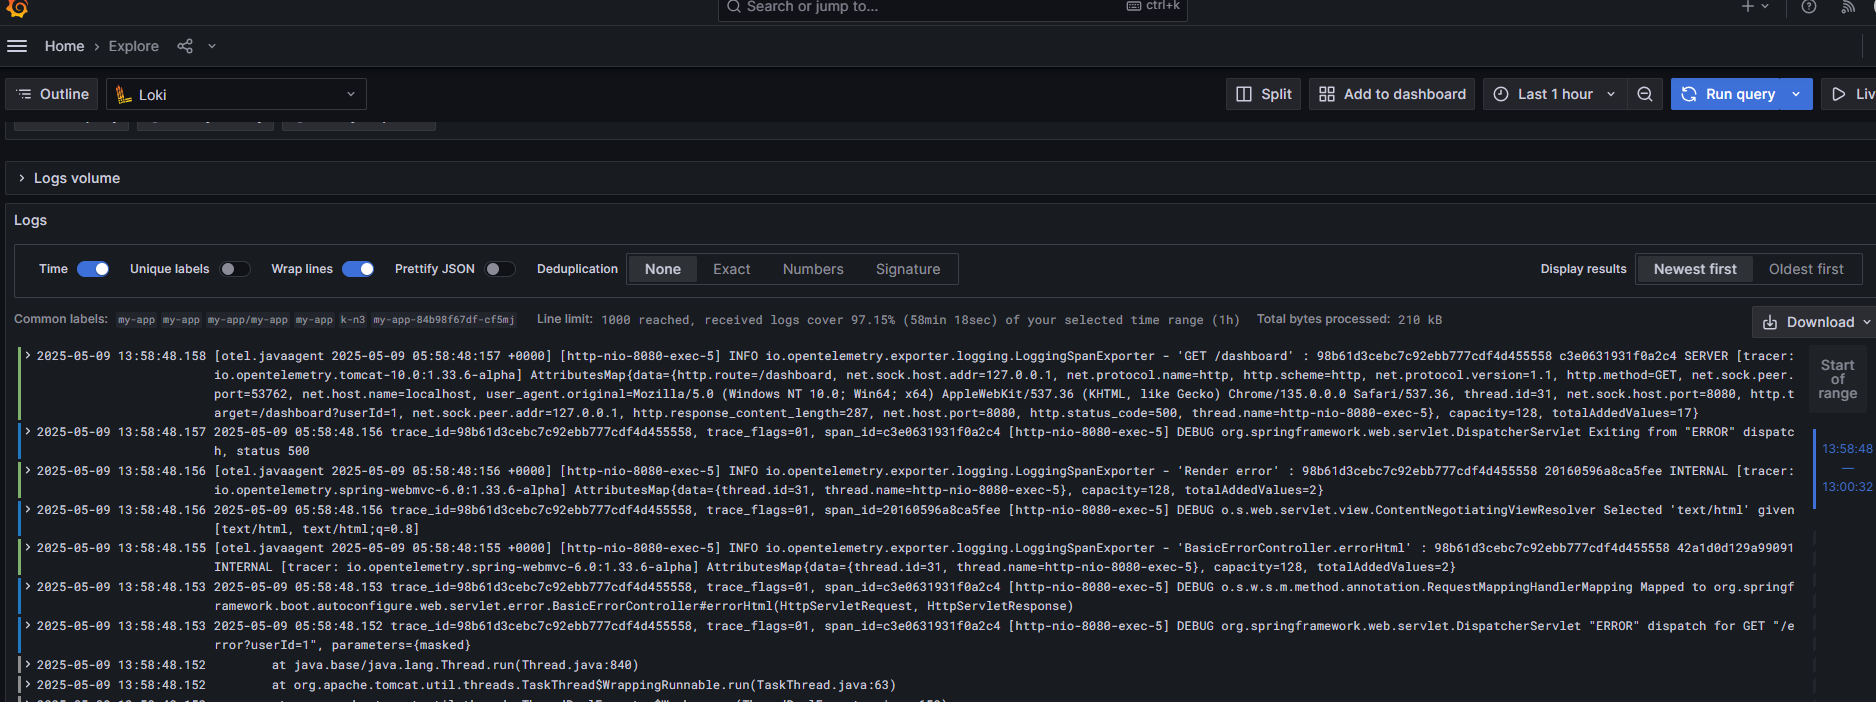 Search or jump to...
ctrl+k
Home
Explore
Outline
Loki
Split
Add to dashboard
Last 1 hour
Run query
Liv
Logs volume
Logs
Time
Unique labels
Wrap lines
Prettify JSON
Deduplication
None
Exact
Numbers
Signature
Display results
Newest first
Oldest first
Common labels: my-app my-app my-app/my-app my-app k-n3 my-app-84b98f67df-cf5mj
Line limit: 1000 reached, received logs cover 97.15% (58min 18sec) of your selected time range (1h)
Total bytes processed: 210 kB
Download
2025-05-09 13:58:48.158 [otel.javaagent 2025-05-09 05:58:48:157 +0000] [http-nio-8080-exec-5] INFO io.opentelemetry.exporter.logging.LoggingSpanExporter - 'GET /dashboard' : 98b61d3cebc7c92ebb777cdf4d455558 c3e0631931f0a2c4 SERVER [tracer:
io.opentelemetry.tomcat-10.0:1.33.6-alpha] AttributesMap{data={http.route=/dashboard, net.sock.host.addr=127.0.0.1, net.protocol.name=http, http.scheme=http, net.protocol.version=1.1, http.method=GET, net.sock.peer.
port=53762, net.host.name=localhost, user_agent.original=Mozilla/5.0 (Windows NT 10.0; Win64; x64) AppleWebKit/537.36 (KHTML, like Gecko) Chrome/135.0.0.0 Safari/537.36, thread.id=31, net.sock.host.port=8080, http.t
arget=/dashboard?userId=1, net.sock.peer.addr=127.0.0.1, http.response_content_length=287, net.host.port=8080, http.status_code=500, thread.name=http-nio-8080-exec-5}, capacity=128, totalAddedValues=17}
2025-05-09 13:58:48.157 2025-05-09 05:58:48.156 trace_id=98b61d3cebc7c92ebb777cdf4d455558, trace_flags=01, span_id=c3e0631931f0a2c4 [http-nio-8080-exec-5] DEBUG org.springframework.web.servlet.DispatcherServlet Exiting from "ERROR" dispatc
h, status 500
2025-05-09 13:58:48.156 [otel.javaagent 2025-05-09 05:58:48:156 +0000] [http-nio-8080-exec-5] INFO io.opentelemetry.exporter.logging.LoggingSpanExporter - 'Render error' : 98b61d3cebc7c92ebb777cdf4d455558 20160596a8ca5fee INTERNAL [tracer:
io.opentelemetry.spring-webmvc-6.0:1.33.6-alpha] AttributesMap{data={thread.id=31, thread.name=http-nio-8080-exec-5}, capacity=128, totalAddedValues=2}
2025-05-09 13:58:48.156 2025-05-09 05:58:48.156 trace_id=98b61d3cebc7c92ebb777cdf4d455558, trace_flags=01, span_id=20160596a8ca5fee [http-nio-8080-exec-5] DEBUG o.s.web.servlet.view.ContentNegotiatingViewResolver Selected 'text/html' given
[text/html, text/html;q=0.8]
2025-05-09 13:58:48.155 [otel.javaagent 2025-05-09 05:58:48:155 +0000] [http-nio-8080-exec-5] INFO io.opentelemetry.exporter.logging.LoggingSpanExporter - 'BasicErrorController.errorHtml' : 98b61d3cebc7c92ebb777cdf4d455558 42a1d0d129a99091
INTERNAL [tracer: io.opentelemetry.spring-webmvc-6.0:1.33.6-alpha] AttributesMap{data={thread.id=31, thread.name=http-nio-8080-exec-5}, capacity=128, totalAddedValues=2}
2025-05-09 13:58:48.153 2025-05-09 05:58:48.153 trace_id=98b61d3cebc7c92ebb777cdf4d455558, trace_flags=01, span_id=c3e0631931f0a2c4 [http-nio-8080-exec-5] DEBUG o.s.w.s.m.method.annotation.RequestMappingHandlerMapping Mapped to org.springf
ramework.boot.autoconfigure.web.servlet.error.BasicErrorController#errorHtml(HttpServletRequest, HttpServletResponse)
2025-05-09 13:58:48.153 2025-05-09 05:58:48.152 trace_id=98b61d3cebc7c92ebb777cdf4d455558, trace_flags=01, span_id=c3e0631931f0a2c4 [http-nio-8080-exec-5] DEBUG org.springframework.web.servlet.DispatcherServlet "ERROR" dispatch for GET "/e
rror?userId=1", parameters={masked}
2025-05-09 13:58:48.152 at java.base/java.lang.Thread.run(Thread.java:840)
2025-05-09 13:58:48.152 at org.apache.tomcat.util.threads.TaskThread$WrappingRunnable.run(TaskThread.java:63)
Start
of
range
13:58:48
—
13:00:32